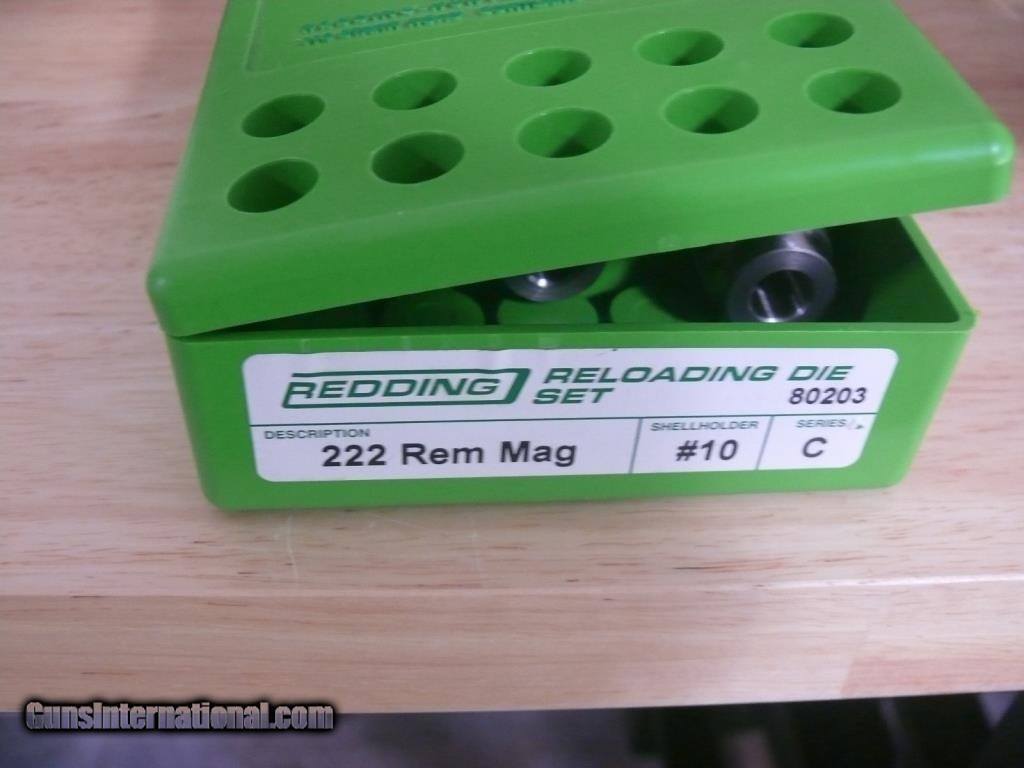 REDDING RELOADING DIE
SET 80203
DESCRIPTION SHELLHOLDER SERIES
222 Rem Mag #10 C
GunsInternational.com